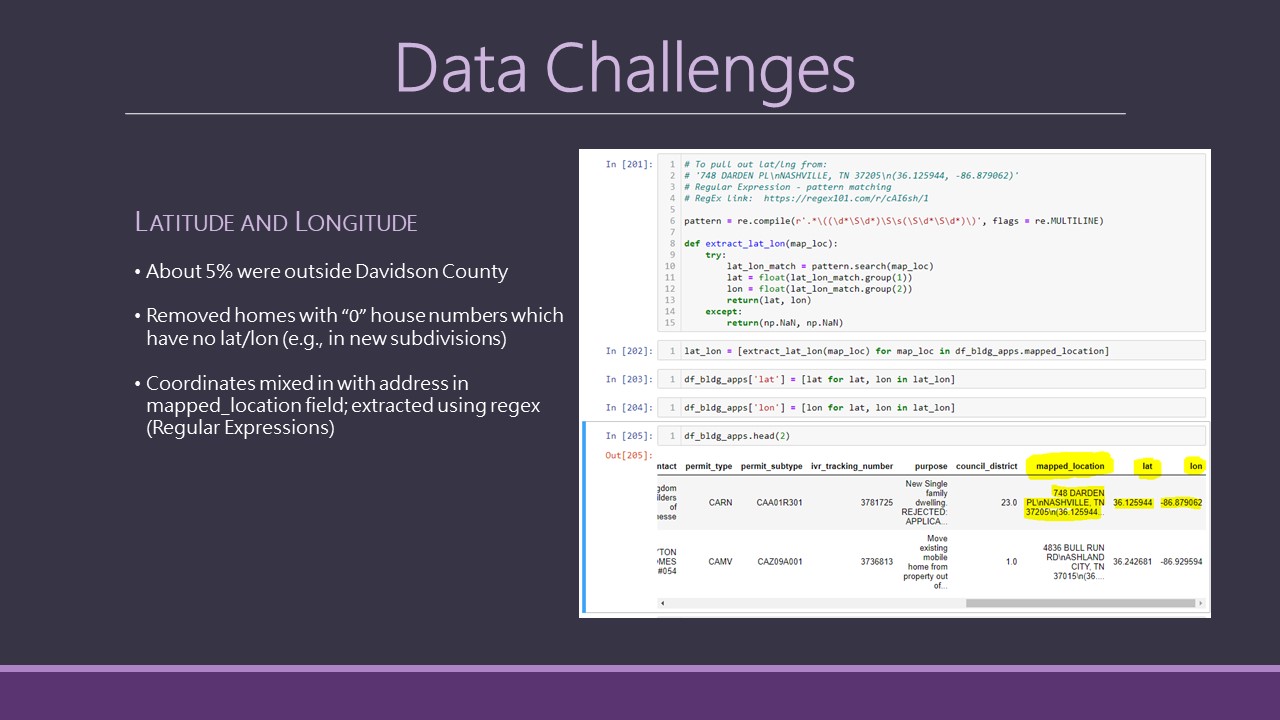 Data Challenges
LATITUDE AND LONGITUDE
• About 5% were outside Davidson County
• Removed homes with “0” house numbers which
have no lat/lon (e.g., in new subdivisions)
• Coordinates mixed in with address in
mapped_location field; extracted using regex
(Regular Expressions)
In [201]:
1 # To pull out lat/lng from:
2 # '748 DARDEN PL\nNASHVILLE, TN 37205\n(36.125944, -86.879062)'
3 # Regular Expression - pattern matching
4 # RegEx link:  https://regex101.com/r/cAI6sh/1
5
6 pattern = re.compile(r'.*\((\d*\S\d*)\S\s(\S\d*\S\d*)\)', flags = re.MULTILINE)
7
8 def extract_lat_lon(map_loc):
9     try:
10         lat_lon_match = pattern.search(map_loc)
11         lat = float(lat_lon_match.group(1))
12         lon = float(lat_lon_match.group(2))
13         return(lat, lon)
14     except:
15         return(np.NaN, np.NaN)
In [202]: 1 lat_lon = [extract_lat_lon(map_loc) for map_loc in df_bldg_apps.mapped_location]
In [203]: 1 df_bldg_apps['lat'] = [lat for lat, lon in lat_lon]
In [204]: 1 df_bldg_apps['lon'] = [lon for lat, lon in lat_lon]
In [205]: 1 df_bldg_apps.head(2)
Out[205]:
ntact permit_type permit_subtype ivr_tracking_number purpose council_district mapped_location lat lon
gdom
ilders
of
nesse
CARN CAA01R301 3781725
New Single
family
dwelling.
REJECTED:
APPLICA...
23.0
748 DARDEN
PL\nNASHVILLE, TN
37205\n(36.125944...
36.125944 -86.879062
'TON
OMES
#054
CAMV CAZ09A001 3736813
Move
existing
mobile
home from
property out
of...
1.0
4836 BULL RUN
RD\nASHLAND
CITY, TN
37015\n(36....
36.242681 -86.929594